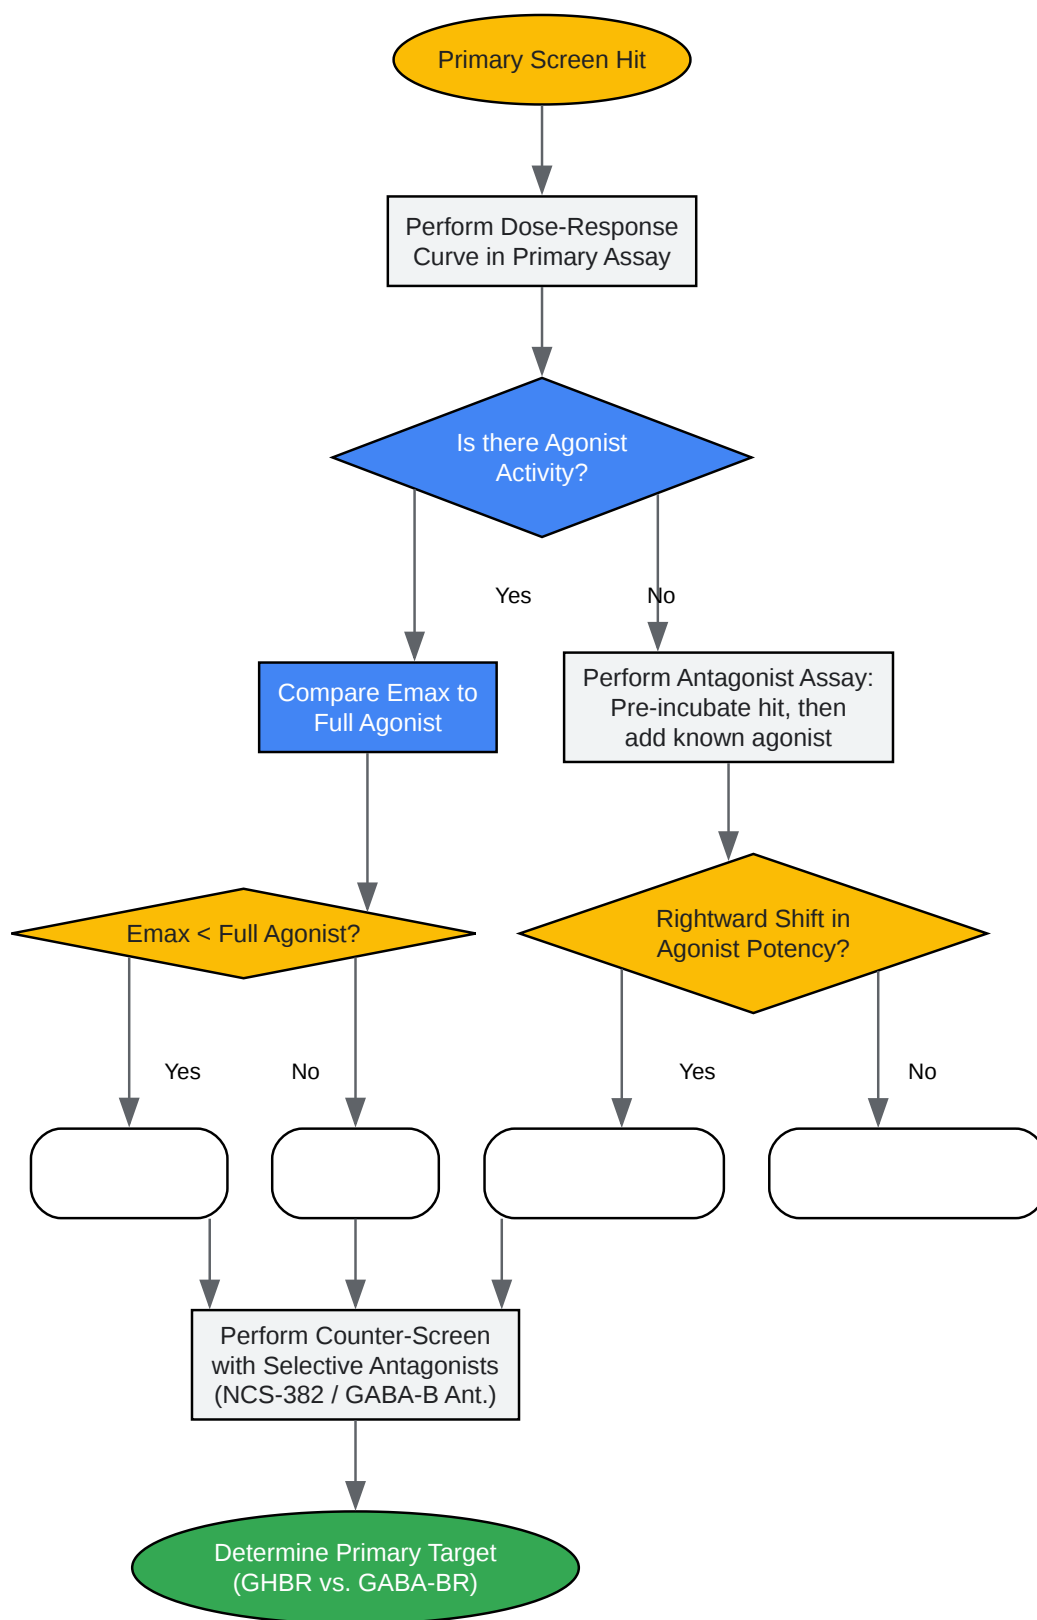 Primary Screen Hit
Perform Dose-Response
Curve in Primary Assay
Is there Agonist
Activity?
Yes
No
Compare Emax to
Full Agonist
Perform Antagonist Assay:
Pre-incubate hit, then
add known agonist
Emax < Full Agonist?
Rightward Shift in
Agonist Potency?
Yes
No
Yes
No
Perform Counter-Screen
with Selective Antagonists
(NCS-382 / GABA-B Ant.)
Determine Primary Target
(GHBR vs. GABA-BR)